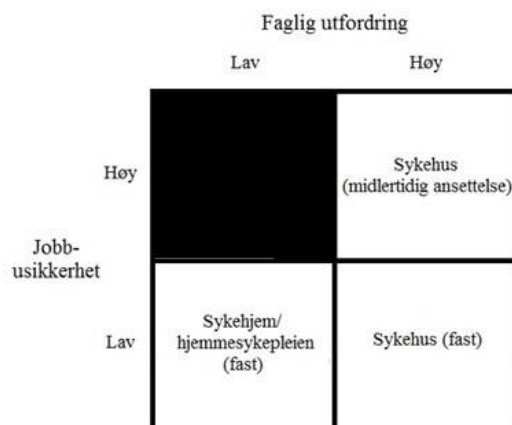 Faglig utfordring
Lav
Høy
Høy
Sykehus
(midlertidig ansettelse)
Jobb-
usikkerhet
Lav
Sykehjem/
hjemmesykepleien
(fast)
Sykehus (fast)